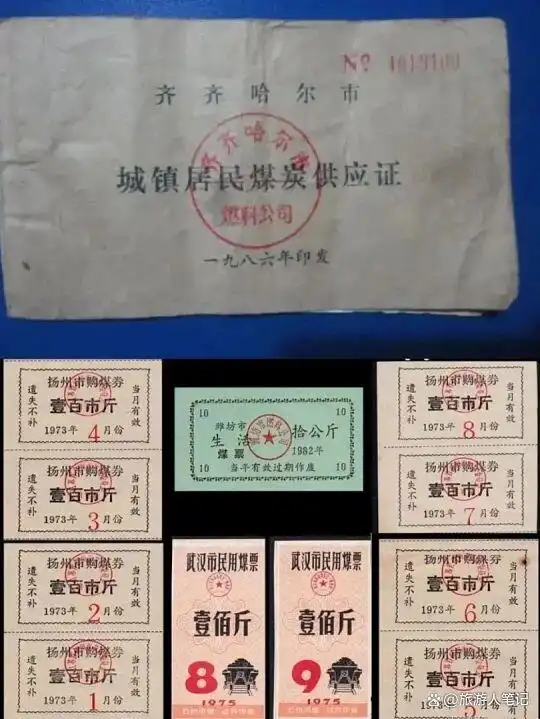 No
齐齐哈尔市
城镇居民煤炭供应证
齐齐哈尔市
燃料公司
一九八六年印发
扬州市购煤券
壹百市斤
1973年4月份
遗失不补
当月有效
扬州市购煤券
壹百市斤
1973年3月份
遗失不补
当月有效
扬州市购煤券
壹百市斤
1973年2月份
遗失不补
当月有效
扬州市购煤券
壹百市斤
1973年1月份
遗失不补
当月有效
10
10
潍坊市
生活
煤票
拾公斤
1982年
10
当年有效过期作废
10
武汉市民用煤票
壹佰斤
8
1975
武汉市民用煤票
壹佰斤
9
1975
扬州市购煤券
壹百市斤
1973年8月份
遗失不补
当月有效
扬州市购煤券
壹百市斤
1973年7月份
遗失不补
当月有效
扬州市购煤券
壹百市斤
1973年6月份
遗失不补
当月有效
扬州市购煤券
壹百市斤
5
遗失不补
当月有效
@旅游人笔记